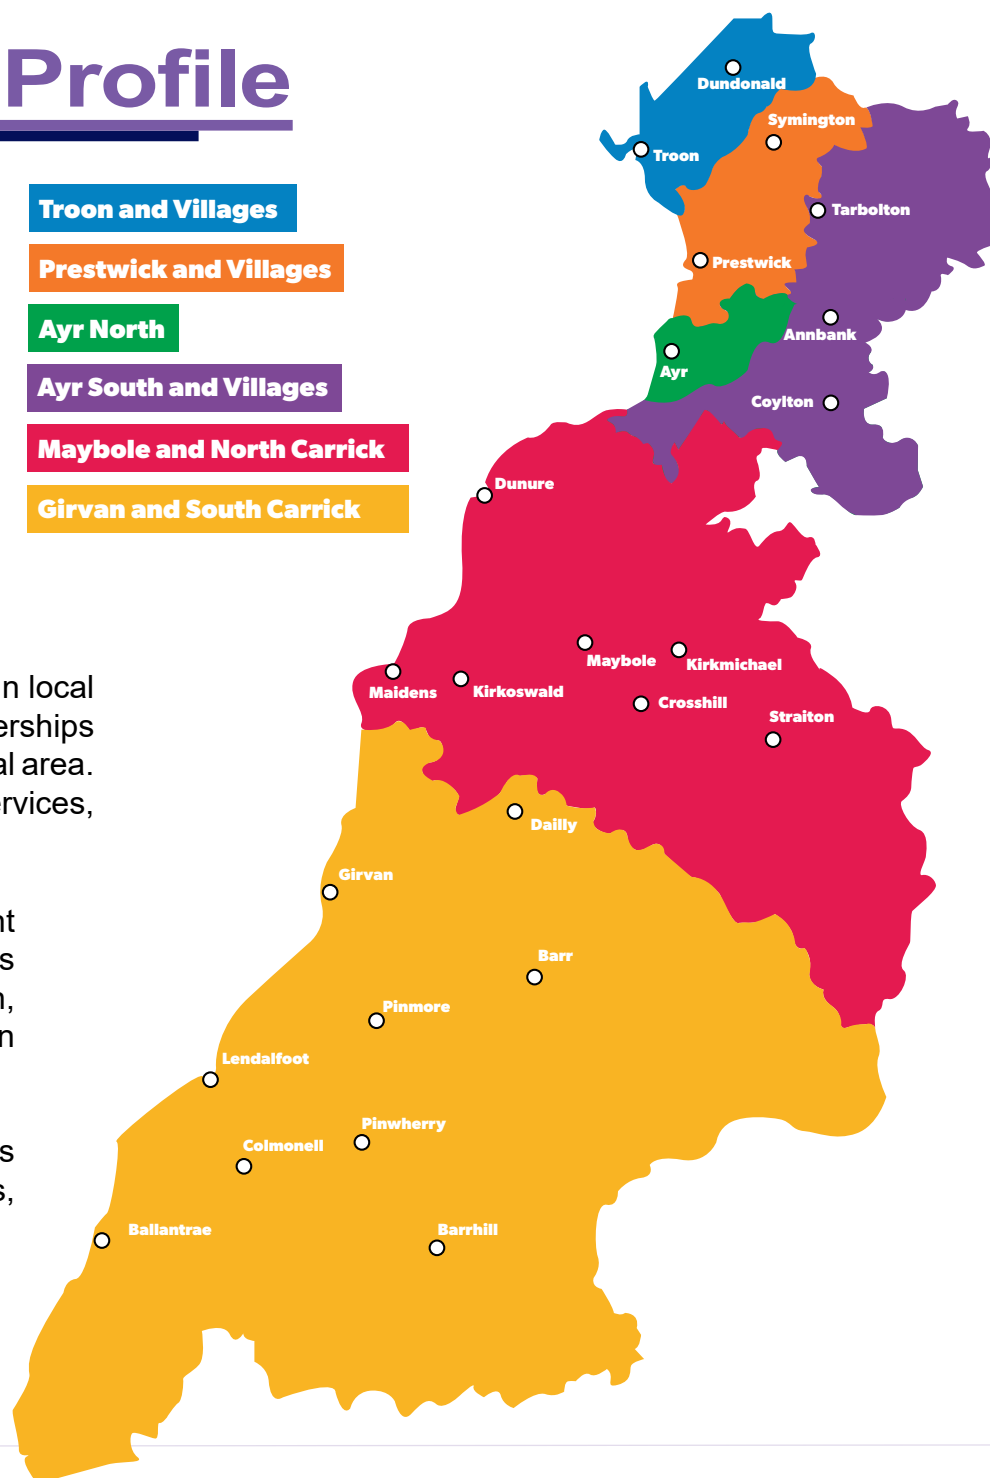 Profile
Troon and Villages
Prestwick and Villages
Ayr North
Ayr South and Villages
Maybole and North Carrick
Girvan and South Carrick
n local
erships
al area.
ervices,
nt
s
n,
n
s
s,
Dundonald
Symington
Troon
Tarbolton
Prestwick
Annbank
Ayr
Coylton
Dunure
Maybole
Kirkmichael
Maidens
Kirkoswald
Crosshill
Straiton
Dailly
Girvan
Barr
Pinmore
Lendalfoot
Pinwherry
Colmonell
Ballantrae
Barrhill